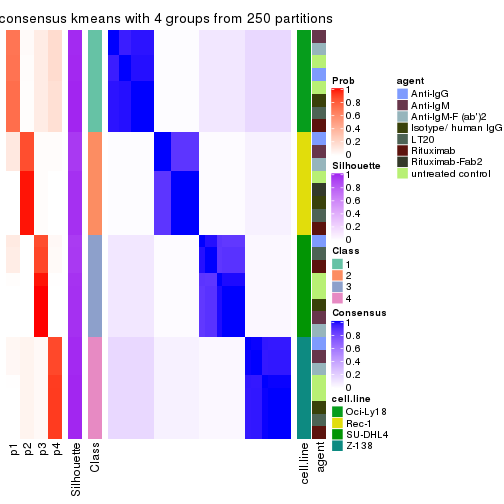 consensus kmeans with 4 groups from 250 partitions
Prob
1
0.8
0.6
0.4
0.2
0
Silhouette
1
0.8
0.6
0.4
0.2
0
Class
1
2
3
4
Consensus
1
0.8
0.6
0.4
0.2
0
cell.line
Oci-Ly18
Rec-1
SU-DHL4
Z-138
agent
Anti-IgG
Anti-IgM
Anti-IgM-F (ab')2
Isotype/ human IgG
LT20
Rituximab
Rituximab-Fab2
untreated control
p1
p2
p3
p4
Silhouette
Class
cell.line
agent